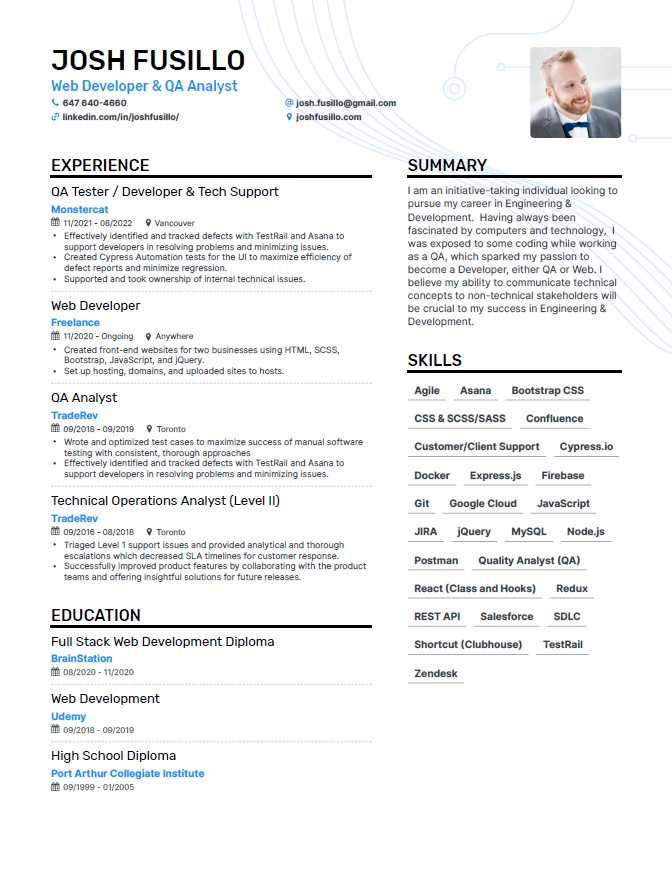 JOSH FUSILLO
Web Developer & QA Analyst
647 640-4660
josh.fusillo@gmail.com
linkedin.com/in/joshfusillo/
joshfusillo.com
EXPERIENCE
QA Tester / Developer & Tech Support
Monstercat
11/2021 - 08/2022 Vancouver
• Effectively identified and tracked defects with TestRail and Asana to
support developers in resolving problems and minimizing issues.
• Created Cypress Automation tests for the UI to maximize efficiency of
defect reports and minimize regression.
• Supported and took ownership of internal technical issues.
Web Developer
Freelance
11/2020 - Ongoing Anywhere
• Created front-end websites for two businesses using HTML, SCSS,
Bootstrap, JavaScript, and jQuery.
• Set up hosting, domains, and uploaded sites to hosts.
QA Analyst
TradeRev
09/2018 - 09/2019 Toronto
• Wrote and optimized test cases to maximize success of manual software
testing with consistent, thorough approaches
• Effectively identified and tracked defects with TestRail and Asana to
support developers in resolving problems and minimizing issues.
Technical Operations Analyst (Level II)
TradeRev
09/2016 - 08/2018 Toronto
• Triaged Level 1 support issues and provided analytical and thorough
escalations which decreased SLA timelines for customer response.
• Successfully improved product features by collaborating with the product
teams and offering insightful solutions for future releases.
EDUCATION
Full Stack Web Development Diploma
BrainStation
08/2020 - 11/2020
Web Development
Udemy
09/2018 - 09/2019
High School Diploma
Port Arthur Collegiate Institute
09/1999 - 01/2005
SUMMARY
I am an initiative-taking individual looking to
pursue my career in Engineering &
Development. Having always been
fascinated by computers and technology, I
was exposed to some coding while working
as a QA, which sparked my passion to
become a Developer, either QA or Web. I
believe my ability to communicate technical
concepts to non-technical stakeholders will
be crucial to my success in Engineering &
Development.
SKILLS
Agile Asana Bootstrap CSS
CSS & SCSS/SASS Confluence
Customer/Client Support Cypress.io
Docker Express.js Firebase
Git Google Cloud JavaScript
JIRA jQuery MySQL Node.js
Postman Quality Analyst (QA)
React (Class and Hooks) Redux
REST API Salesforce SDLC
Shortcut (Clubhouse) TestRail
Zendesk